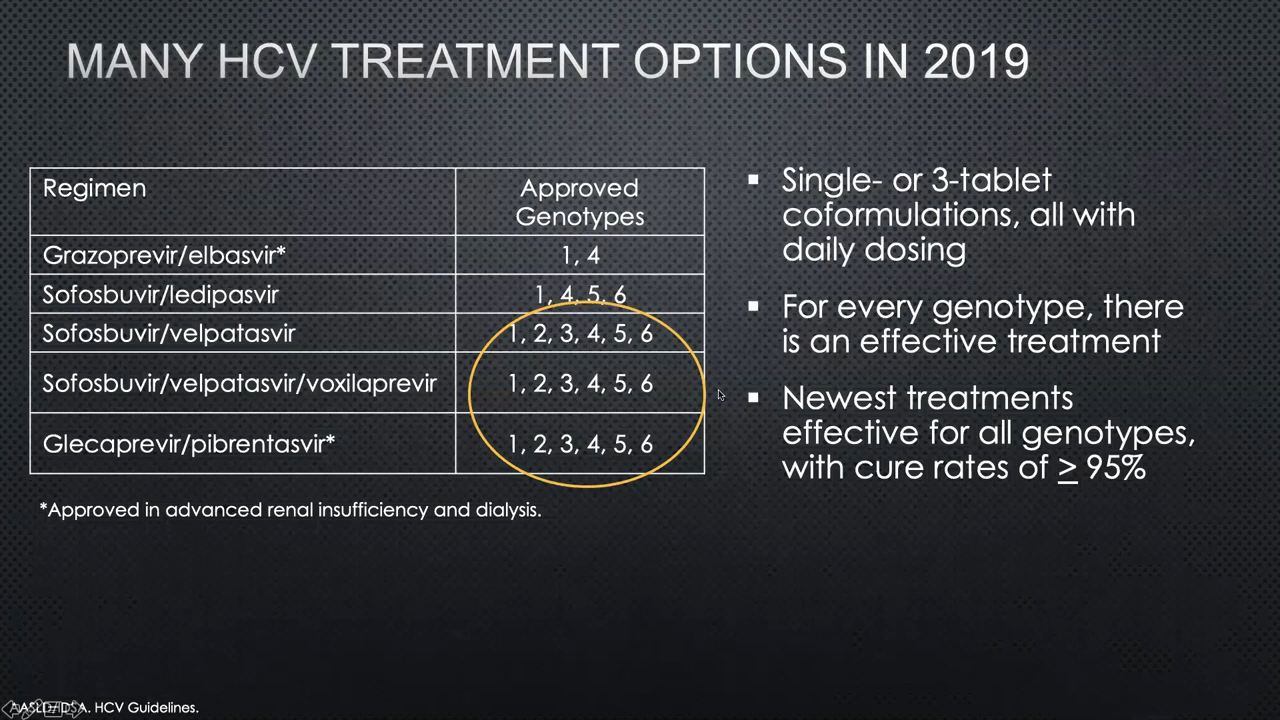 MANY HCV TREATMENT OPTIONS IN 2019
Regimen
Approved
Genotypes
Grazoprevir/elbasvir*
1, 4
Sofosbuvir/ledipasvir
1, 4, 5, 6
Sofosbuvir/velpatasvir
1, 2, 3, 4, 5, 6
Sofosbuvir/velpatasvir/voxilaprevir
1, 2, 3, 4, 5, 6
Glecaprevir/pibrentasvir*
1, 2, 3, 4, 5, 6
*Approved in advanced renal insufficiency and dialysis.
Single- or 3-tablet
coformulations, all with
daily dosing
For every genotype, there
is an effective treatment
Newest treatments
effective for all genotypes,
with cure rates of ≥ 95%
HCV Guidelines.